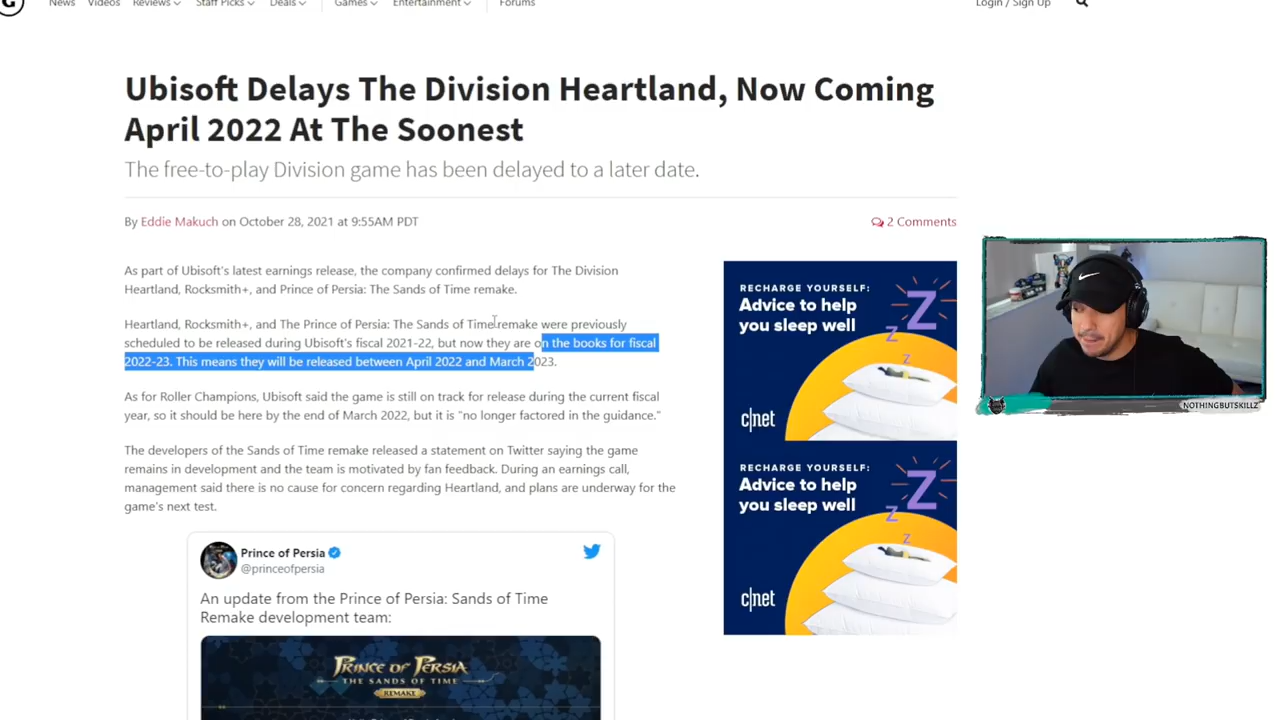 G
News
Videos
Reviews
Staff Picks
Deals
Games
Entertainment
Forums
Login / Sign Up
Ubisoft Delays The Division Heartland, Now Coming
April 2022 At The Soonest
The free-to-play Division game has been delayed to a later date.
By Eddie Makuch on October 28, 2021 at 9:55AM PDT
2 Comments
As part of Ubisoft's latest earnings release, the company confirmed delays for The Division
Heartland, Rocksmith+, and Prince of Persia: The Sands of Time remake.
Heartland, Rocksmith+, and The Prince of Persia: The Sands of Time remake were previously
scheduled to be released during Ubisoft's fiscal 2021-22, but now they are on the books for fiscal
2022-23. This means they will be released between April 2022 and March 2023.
As for Roller Champions, Ubisoft said the game is still on track for release during the current fiscal
year, so it should be here by the end of March 2022, but it is "no longer factored in the guidance."
The developers of the Sands of Time remake released a statement on Twitter saying the game
remains in development and the team is motivated by fan feedback. During an earnings call,
management said there is no cause for concern regarding Heartland, and plans are underway for the
game's next test.
Prince of Persia
@princeofpersia
An update from the Prince of Persia: Sands of Time
Remake development team:
PRINCE OF PERSIA
THE SANDS OF TIME
REMAKE
RECHARGE YOURSELF:
Advice to help
you sleep well
Z
Z
Z
c|net
RECHARGE YOURSELF:
Advice to help
you sleep well
Z
Z
Z
c|net
NOTHINGBUTSKILLZ